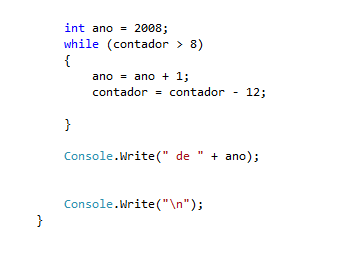 int ano = 2008;
while (contador > 8)
{
ano = ano + 1;
contador = contador - 12;
}
Console.Write(" de " + ano);
Console.Write("\n");
}